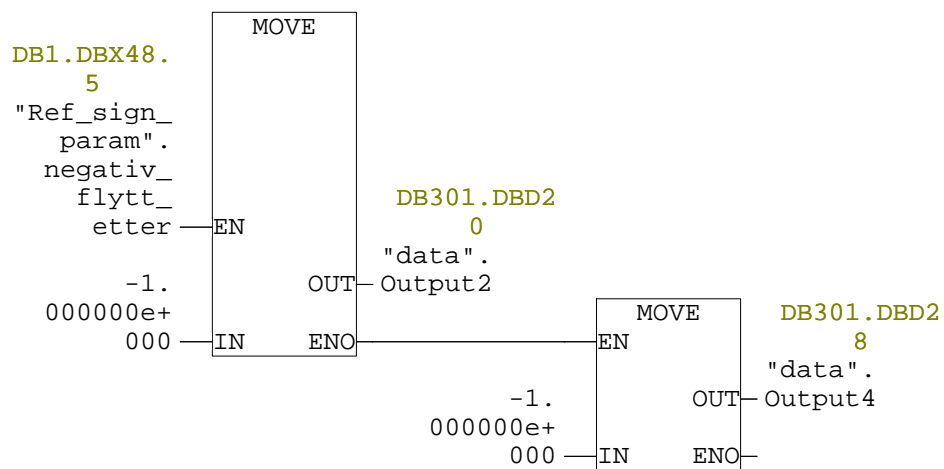 MOVE
DB1.DBX48.
5
"Ref_sign_
param".
negativ_
flytt_
etter
EN
DB301.DBD2
0
"data".
-1.
OUT
Output2
000000e+
000
IN
ENO
MOVE
DB301.DBD2
EN
8
"data".
-1.
OUT
Output4
000000e+
000
IN
ENO